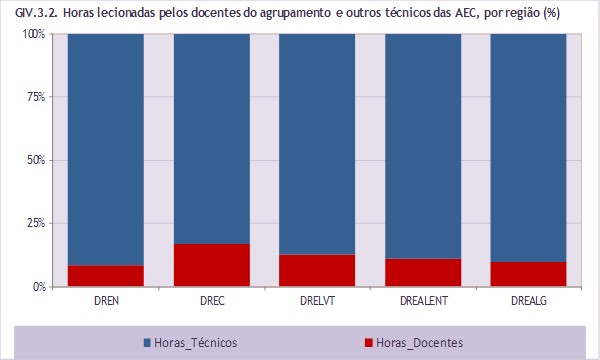 GIV.3.2. Horas lecionadas pelos docentes do agrupamento e outros técnicos das AEC, por região (%)
100%
75%
50%
25%
0%
DREN DREC DRELVT DREALENT DREALG
Horas_Técnicos Horas_Docentes